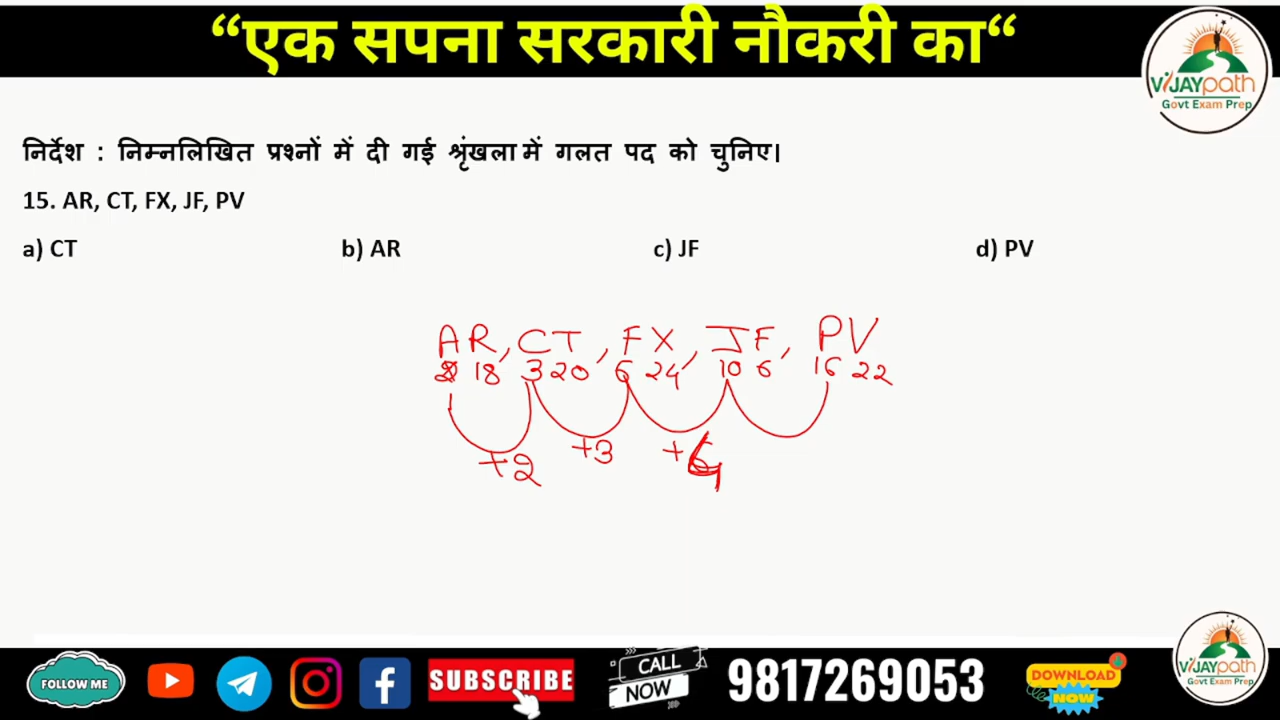 “एक सपना सरकारी नौकरी का“
VIJAYpath
Govt Exam Prep
निर्देश : निम्नलिखित प्रश्नों में दी गई श्रृंखला में गलत पद को चुनिए।
15. AR, CT, FX, JF, PV
a) CT b) AR c) JF d) PV
AR, CT, FX, JF, PV
18 3 20 6 24 10 6 16 22
+2 +3 +4
FOLLOW ME SUBSCRIBE CALL NOW 9817269053 DOWNLOAD NOW
VIJAYpath
Govt Exam Prep